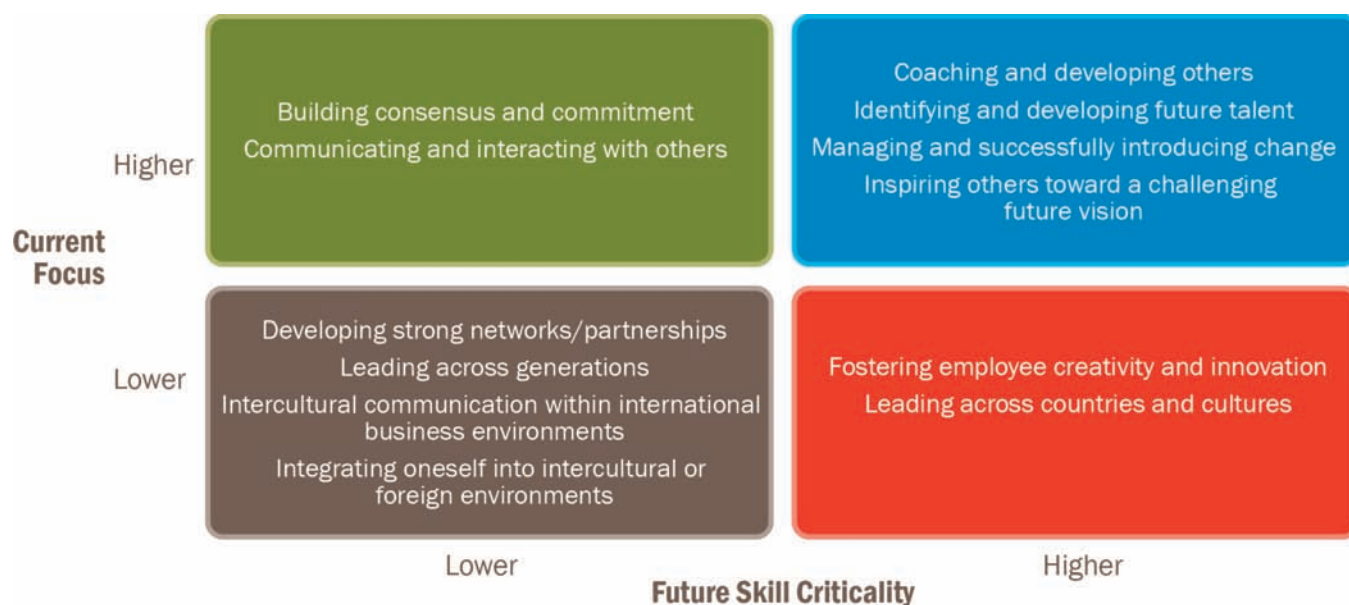 Building consensus and commitment
Communicating and interacting with others
Coaching and developing others
Identifying and developing future talent
Managing and successfully introducing change
Inspiring others toward a challenging
future vision
Higher
Current
Focus
Lower
Developing strong networks/partnerships
Leading across generations
Intercultural communication within international
business environments
Integrating oneself into intercultural or
foreign environments
Fostering employee creativity and innovation
Leading across countries and cultures
Lower
Higher
Future Skill Criticality